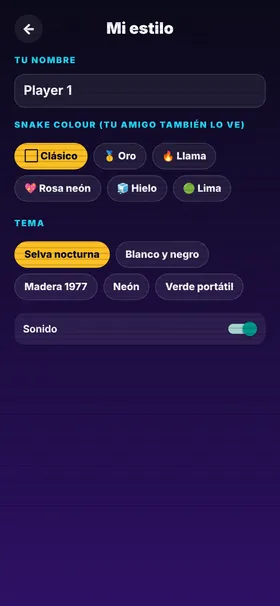 Mi estilo
TU NOMBRE
Player 1
SNAKE COLOUR (TU AMIGO TAMBIÉN LO VE)
Clásico
Oro
Llama
Rosa neón
Hielo
Lima
TEMA
Selva nocturna
Blanco y negro
Madera 1977
Neón
Verde portátil
Sonido